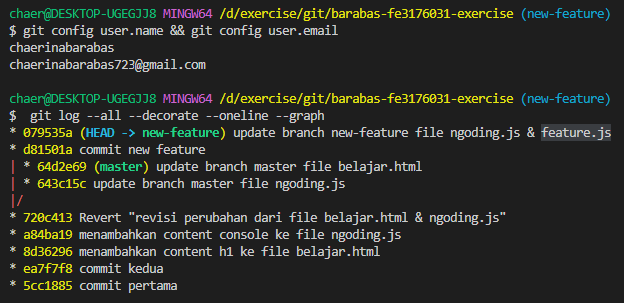 chaer@DESKTOP-UGEGJJ8 MINGW64 /d/exercise/git/barabas-fe3176031-exercise (new-feature)
$ git config user.name && git config user.email
chaerinabarabas
chaerinabarabas723@gmail.com

chaer@DESKTOP-UGEGJJ8 MINGW64 /d/exercise/git/barabas-fe3176031-exercise (new-feature)
$  git log --all --decorate --oneline --graph
* 079535a (HEAD -> new-feature) update branch new-feature file ngoding.js & feature.js
* d81501a commit new feature
| * 64d2e69 (master) update branch master file belajar.html
| * 643c15c update branch master file ngoding.js
|/
* 720c413 Revert "revisi perubahan dari file belajar.html & ngoding.js"
* a84ba19 menambahkan content console ke file ngoding.js
* 8d36296 menambahkan content h1 ke file belajar.html
* ea7f7f8 commit kedua
* 5cc1885 commit pertama